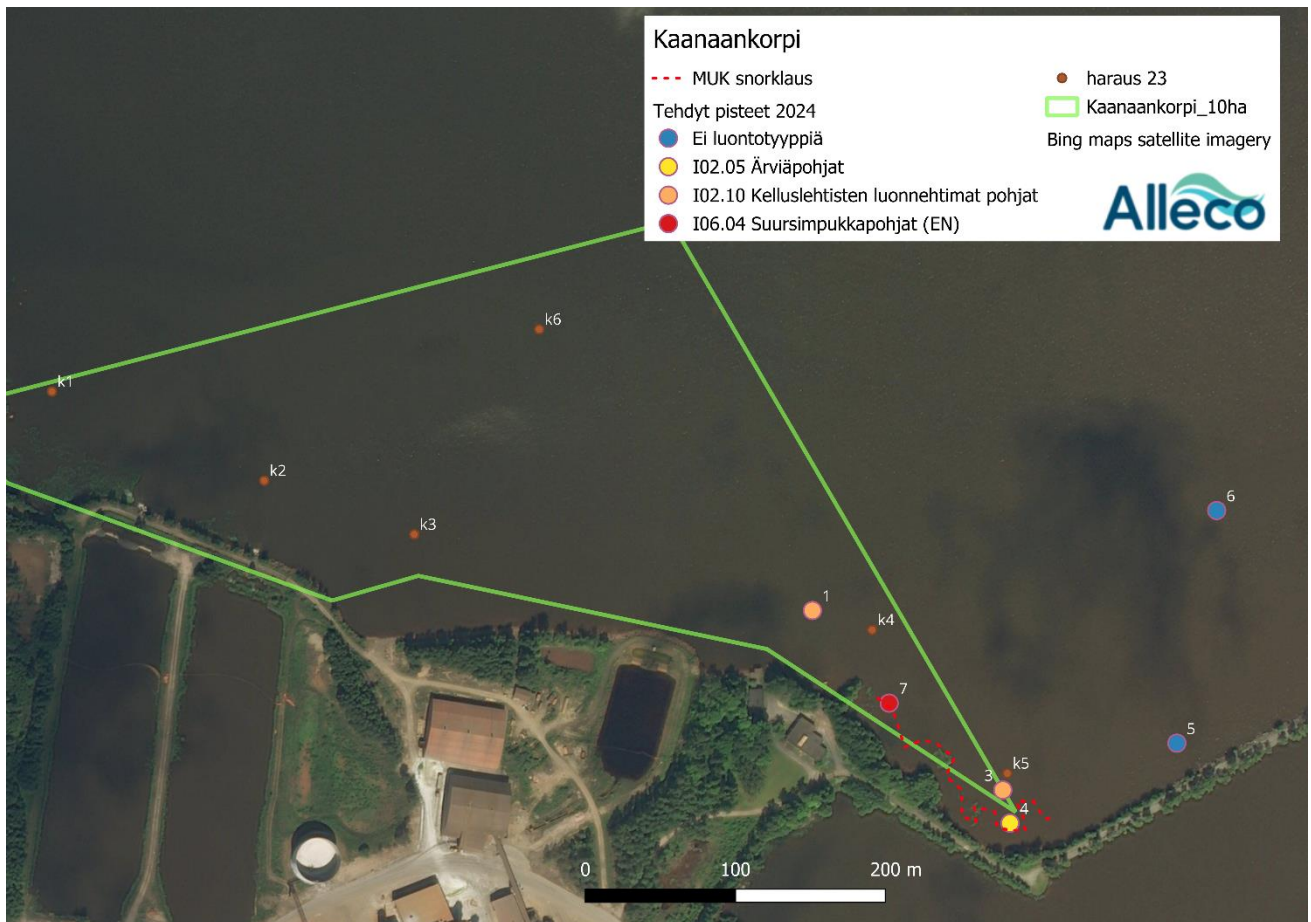 Kaanaankorpi
MUK snorklaus
Tehdyt pisteet 2024
Ei luontotyyppiä
I02.05 Ärviäpohjat
I02.10 Kelluslehtisten luonnehtimat pohjat
I06.04 Suursimpukkapohjat (EN)
haraus 23
Kaanaankorpi_10ha
Bing maps satellite imagery
Alleco
k6
k1
k2
k3
6
1
k4
7
5
k5
3
4
0 100 200 m